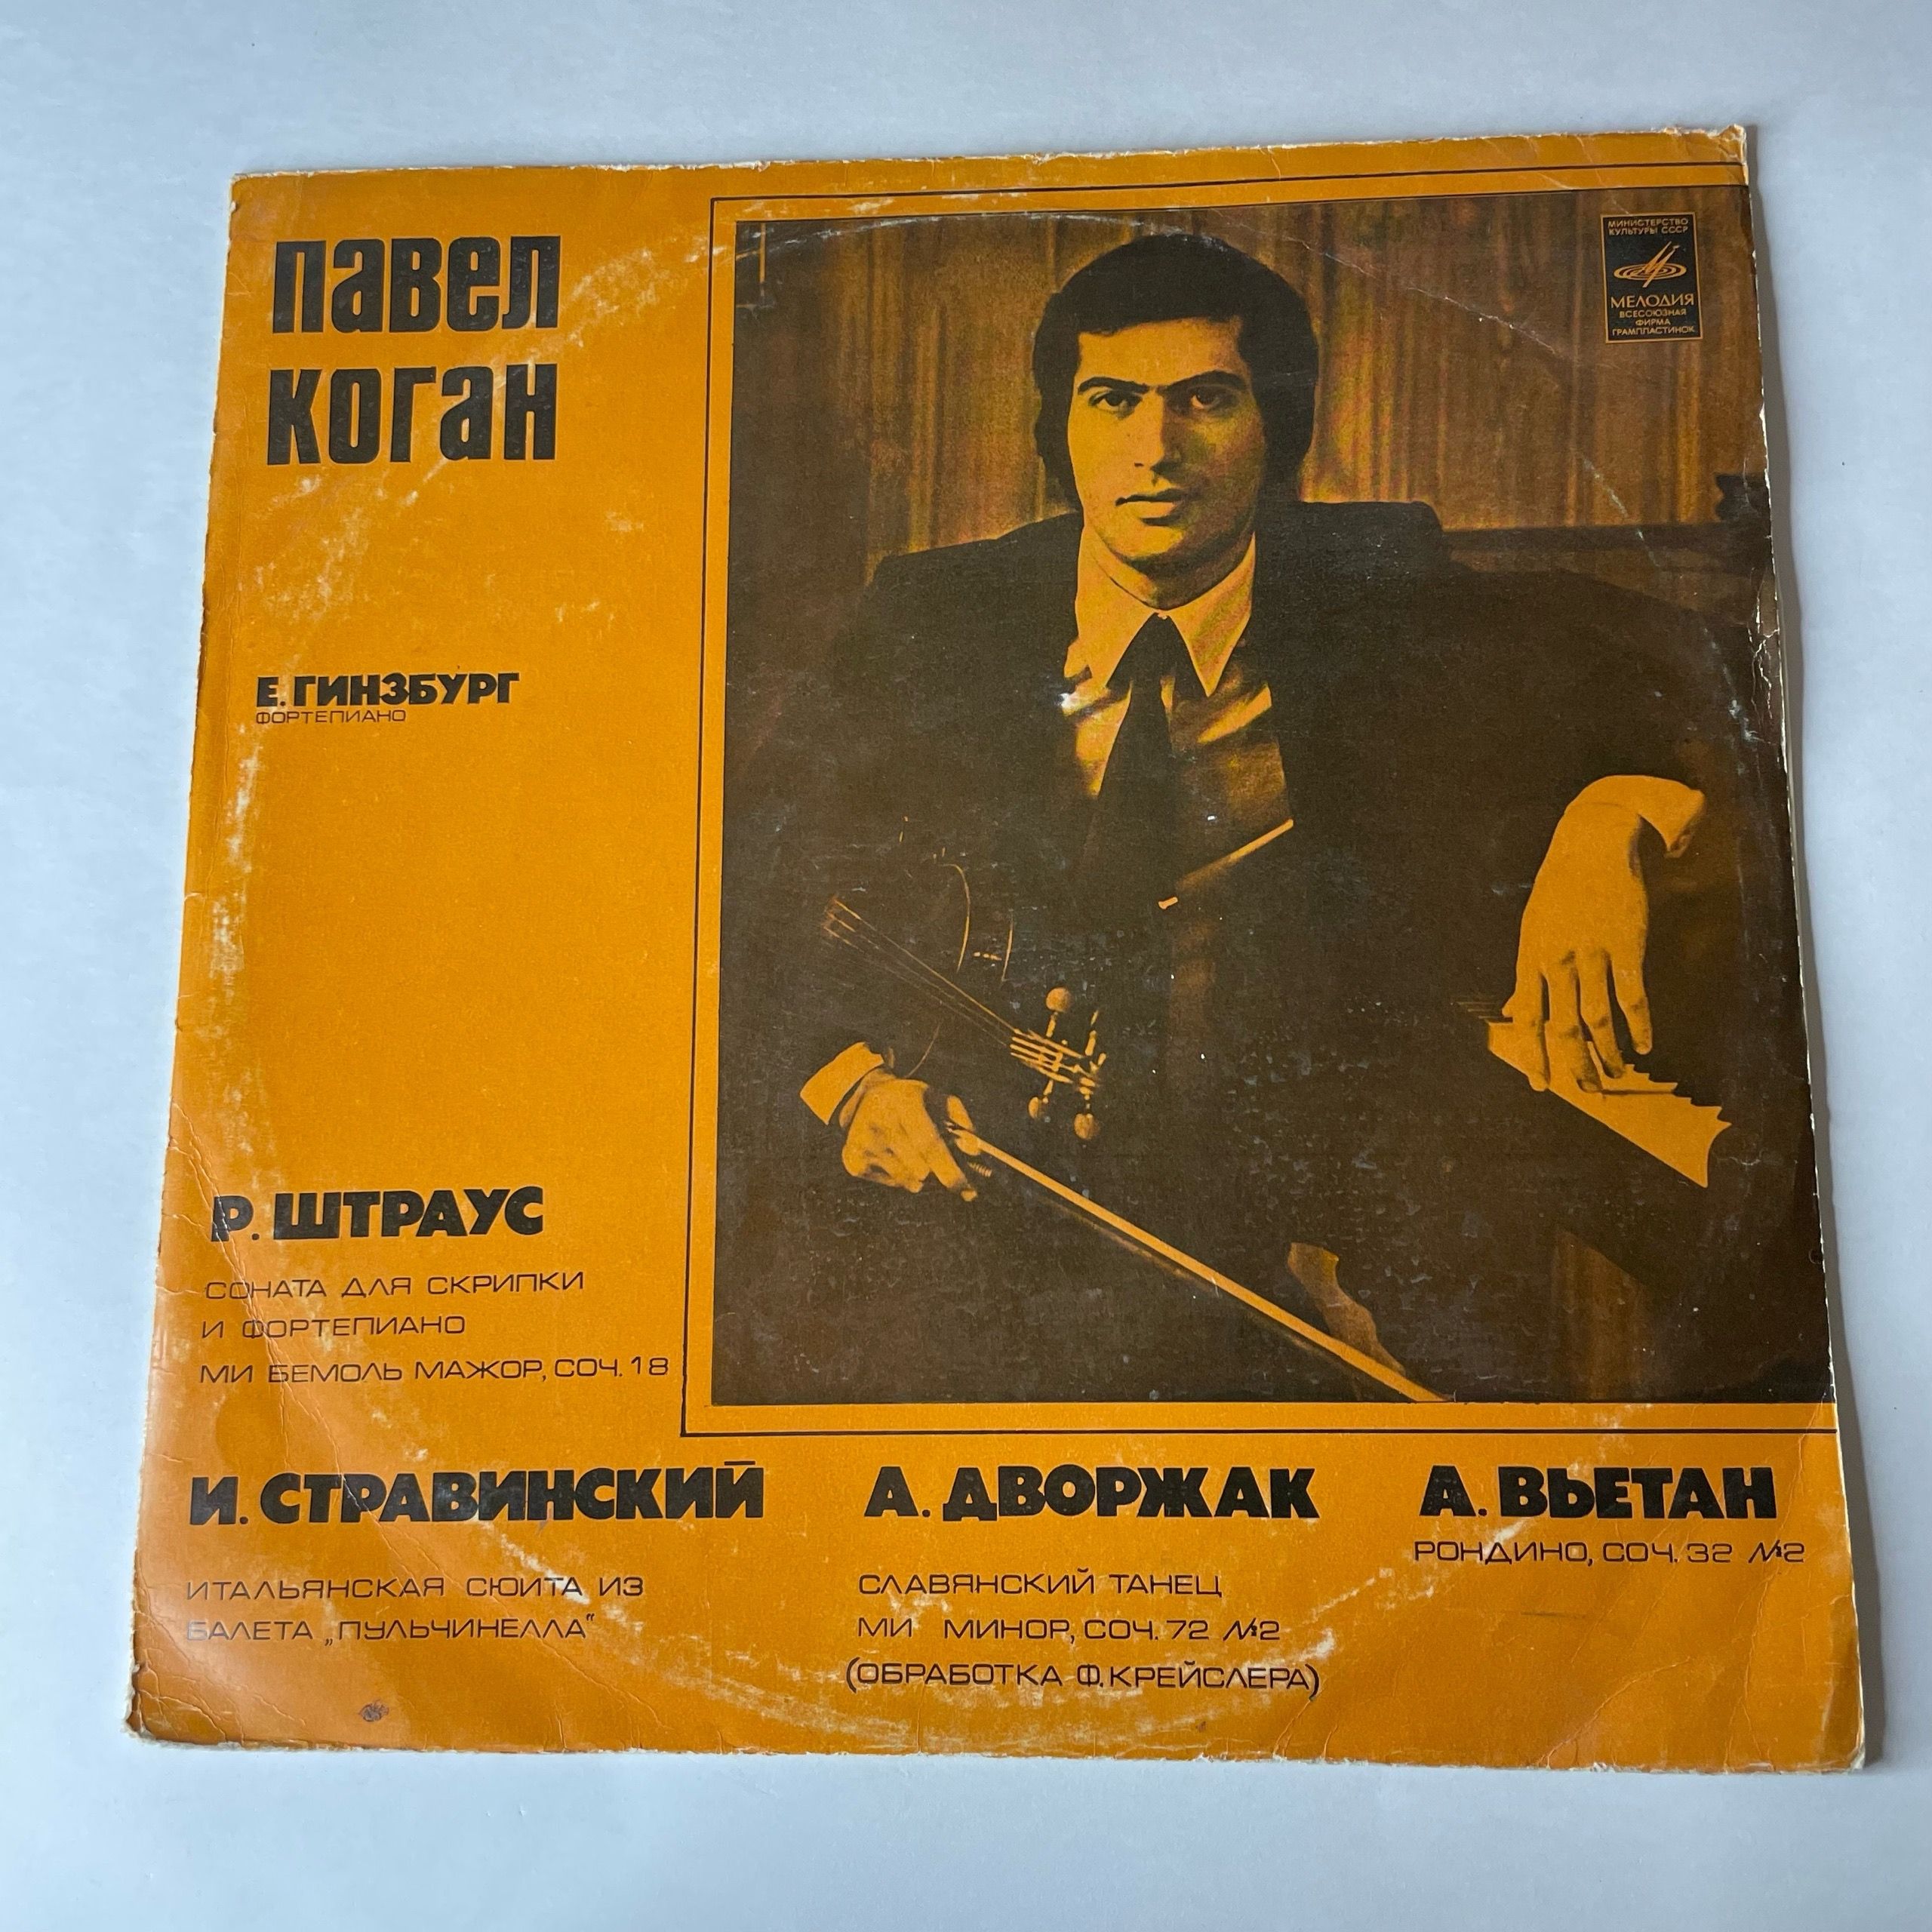 ПАВЕЛ
КОГАН
МИНИСТЕРСТВО
КУЛЬТУРЫ СССР
МЕЛОДИЯ
ВСЕСОЮЗНАЯ
ФИРМА
ГРАМПЛАСТИНОК
Е. ГИНЗБУРГ
ФОРТЕПИАНО
Р. ШТРАУС
СОНАТА ДЛЯ СКРИПКИ
И ФОРТЕПИАНО
МИ БЕМОЛЬ МАЖОР, СОЧ. 18
И. СТРАВИНСКИЙ
ИТАЛЬЯНСКАЯ СЮИТА ИЗ
БАЛЕТА „ПУЛЬЧИНЕЛЛА“
А. ДВОРЖАК
СЛАВЯНСКИЙ ТАНЕЦ
МИ МИНОР, СОЧ. 72 №2
(ОБРАБОТКА Ф. КРЕЙСЛЕРА)
А. ВЬЕТАН
РОНДИНО, СОЧ. 32 №2